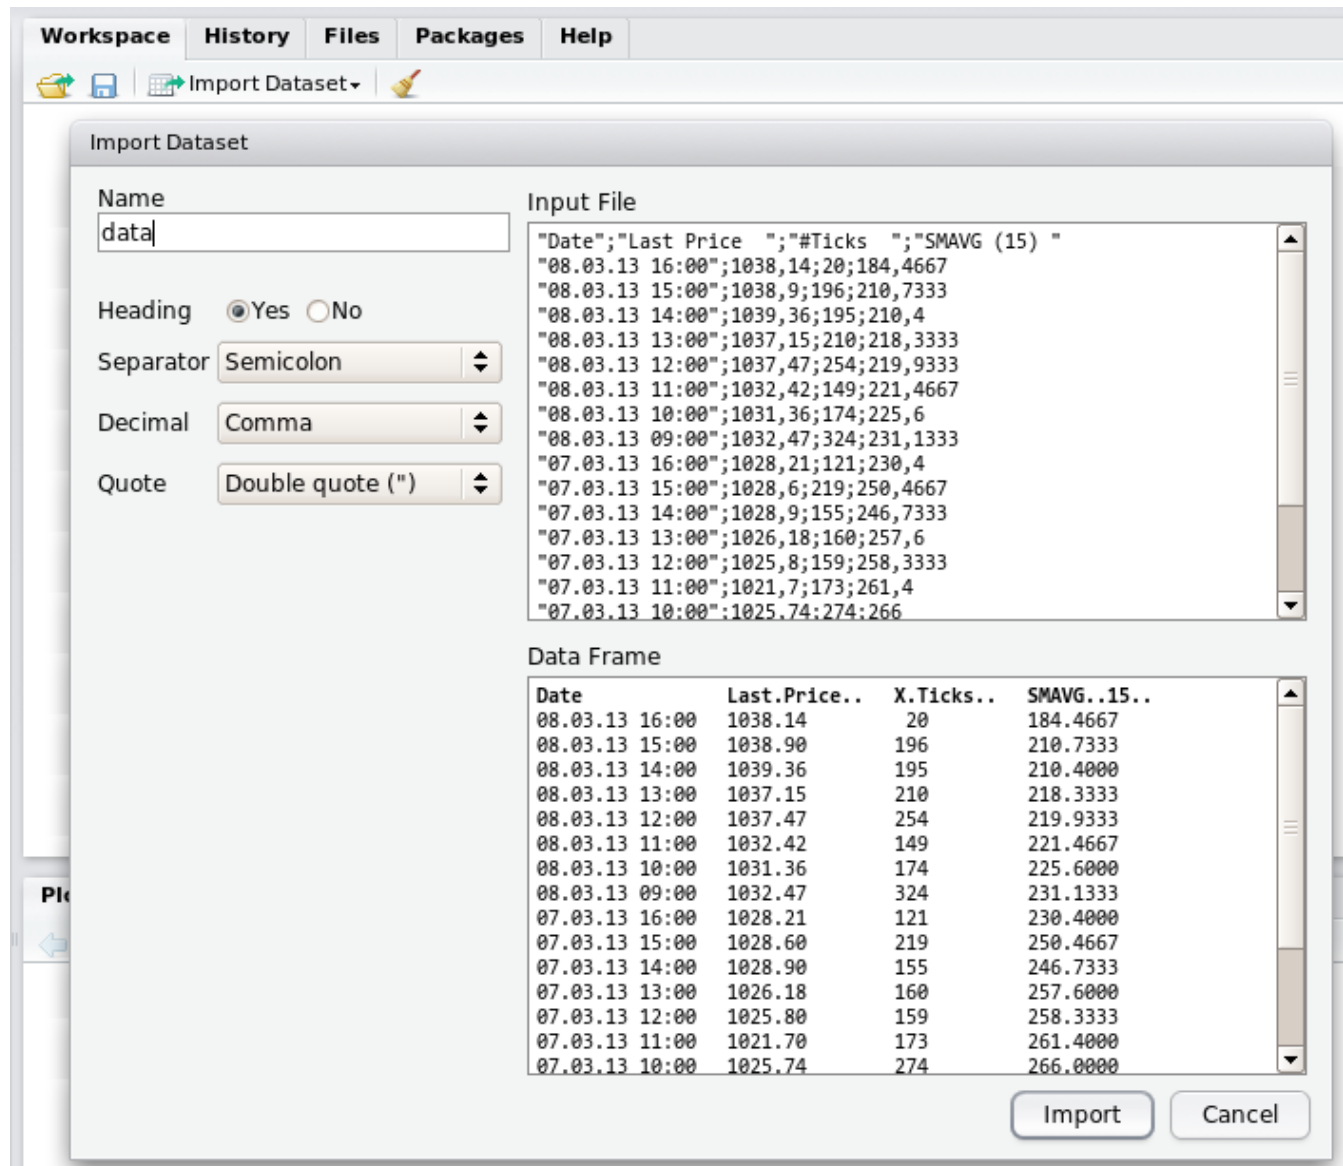 Workspace History Files Packages Help
Import Dataset
Import Dataset
Name
data
Heading Yes No
Separator Semicolon
Decimal Comma
Quote Double quote (")
Input File
"Date";"Last Price  ";"#Ticks  ";"SMAVG (15) "
"08.03.13 16:00";1038,14;20;184,4667
"08.03.13 15:00";1038,9;196;210,7333
"08.03.13 14:00";1039,36;195;210,4
"08.03.13 13:00";1037,15;210;218,3333
"08.03.13 12:00";1037,47;254;219,9333
"08.03.13 11:00";1032,42;149;221,4667
"08.03.13 10:00";1031,36;174;225,6
"08.03.13 09:00";1032,47;324;231,1333
"07.03.13 16:00";1028,21;121;230,4
"07.03.13 15:00";1028,6;219;250,4667
"07.03.13 14:00";1028,9;155;246,7333
"07.03.13 13:00";1026,18;160;257,6
"07.03.13 12:00";1025,8;159;258,3333
"07.03.13 11:00";1021,7;173;261,4
"07.03.13 10:00";1025,74;274;266
Data Frame
Date Last.Price.. X.Ticks.. SMAVG..15..
08.03.13 16:00 1038.14 20 184.4667
08.03.13 15:00 1038.90 196 210.7333
08.03.13 14:00 1039.36 195 210.4000
08.03.13 13:00 1037.15 210 218.3333
08.03.13 12:00 1037.47 254 219.9333
08.03.13 11:00 1032.42 149 221.4667
08.03.13 10:00 1031.36 174 225.6000
08.03.13 09:00 1032.47 324 231.1333
07.03.13 16:00 1028.21 121 230.4000
07.03.13 15:00 1028.60 219 250.4667
07.03.13 14:00 1028.90 155 246.7333
07.03.13 13:00 1026.18 160 257.6000
07.03.13 12:00 1025.80 159 258.3333
07.03.13 11:00 1021.70 173 261.4000
07.03.13 10:00 1025.74 274 266.0000
Import Cancel